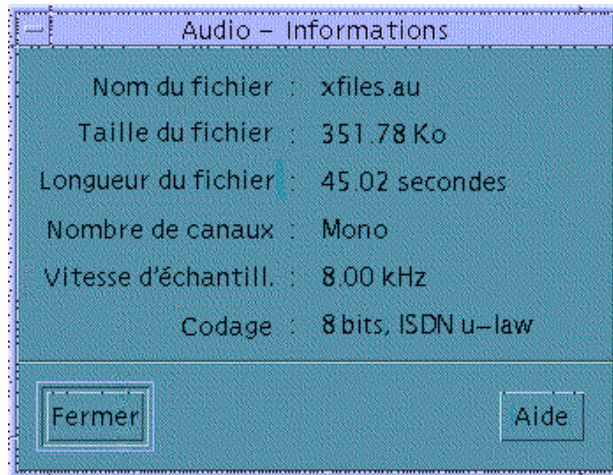 Audio – Informations
Nom du fichier : xfiles.au
Taille du fichier : 351.78 Ko
Longueur du fichier : 45.02 secondes
Nombre de canaux : Mono
Vitesse d'échantill. : 8.00 kHz
Codage : 8 bits, ISDN u–law
Fermer
Aide